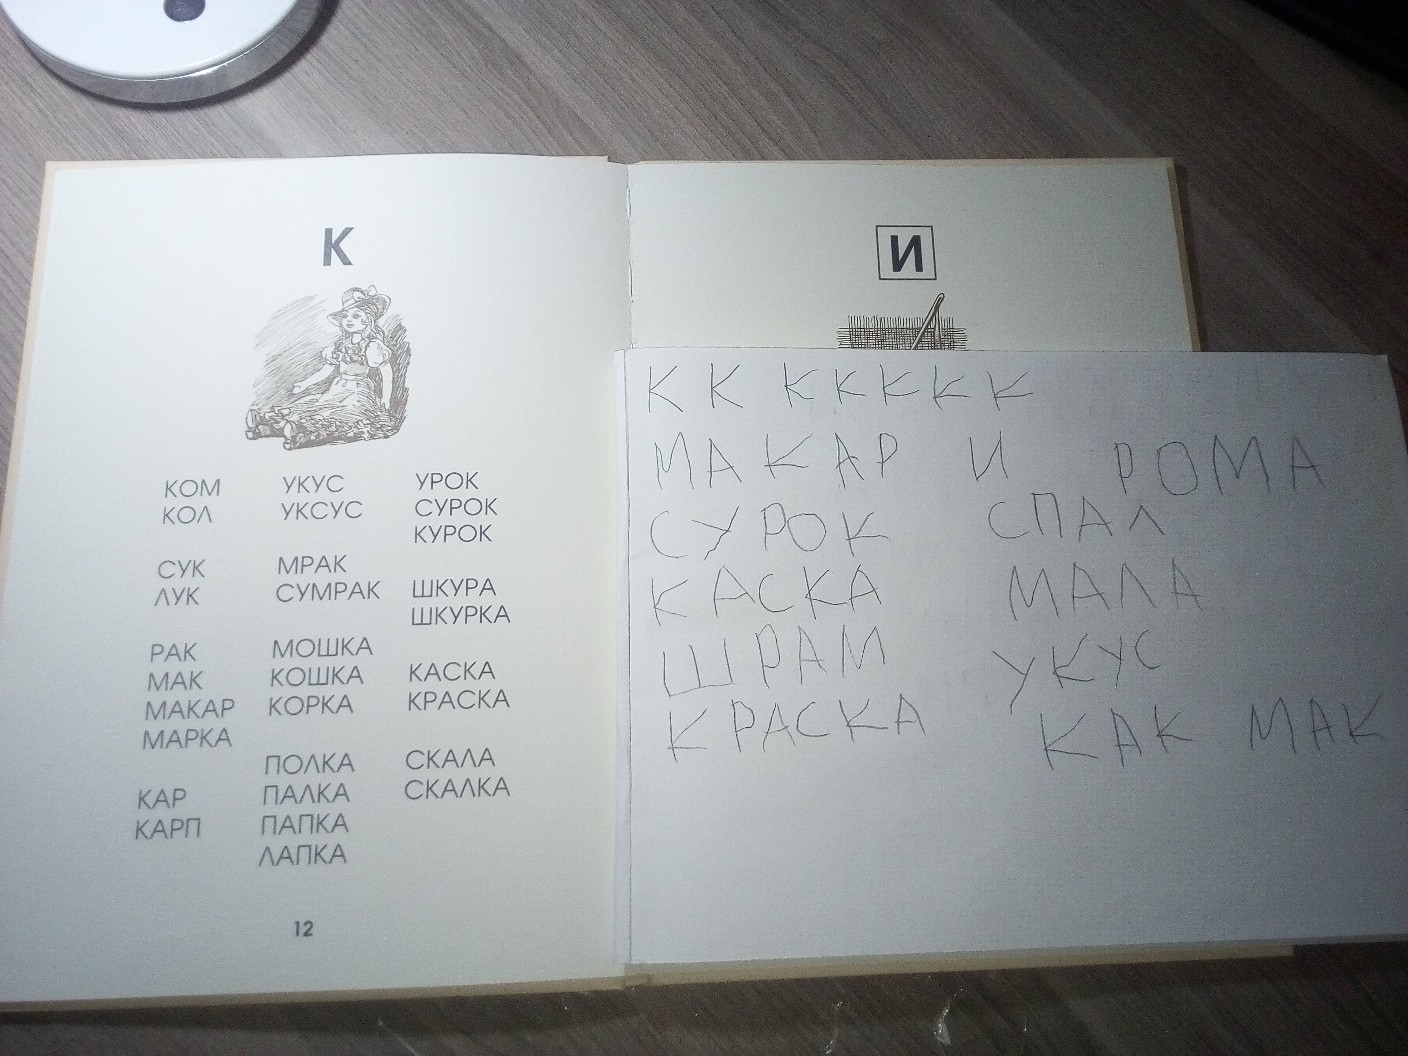 К
КОМ УКУС УРОК
КОЛ УКСУС СУРОК
КУРОК
СУК МРАК
ЛУК СУМРАК ШКУРА
ШКУРКА
РАК МОШКА
МАК КОШКА КАСКА
МАКАР КОРКА КРАСКА
МАРКА
ПОЛКА СКАЛА
КАР ПАЛКА СКАЛКА
КАРП ПАПКА
ЛАПКА
12
И
К К К К К К К
МАКАР И РОМА
СУРОК СПАЛ
КАСКА МАЛА
ШРАМ УКУС
КРАСКА КАК МАК